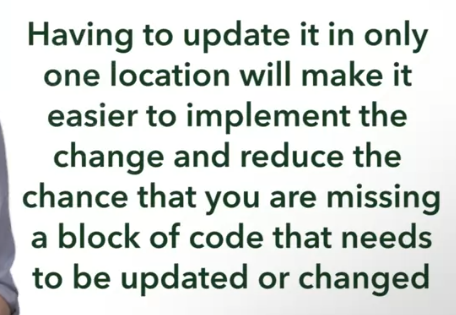 Having to update it in only
one location will make it
easier to implement the
change and reduce the
chance that you are missing
a block of code that needs
to be updated or changed